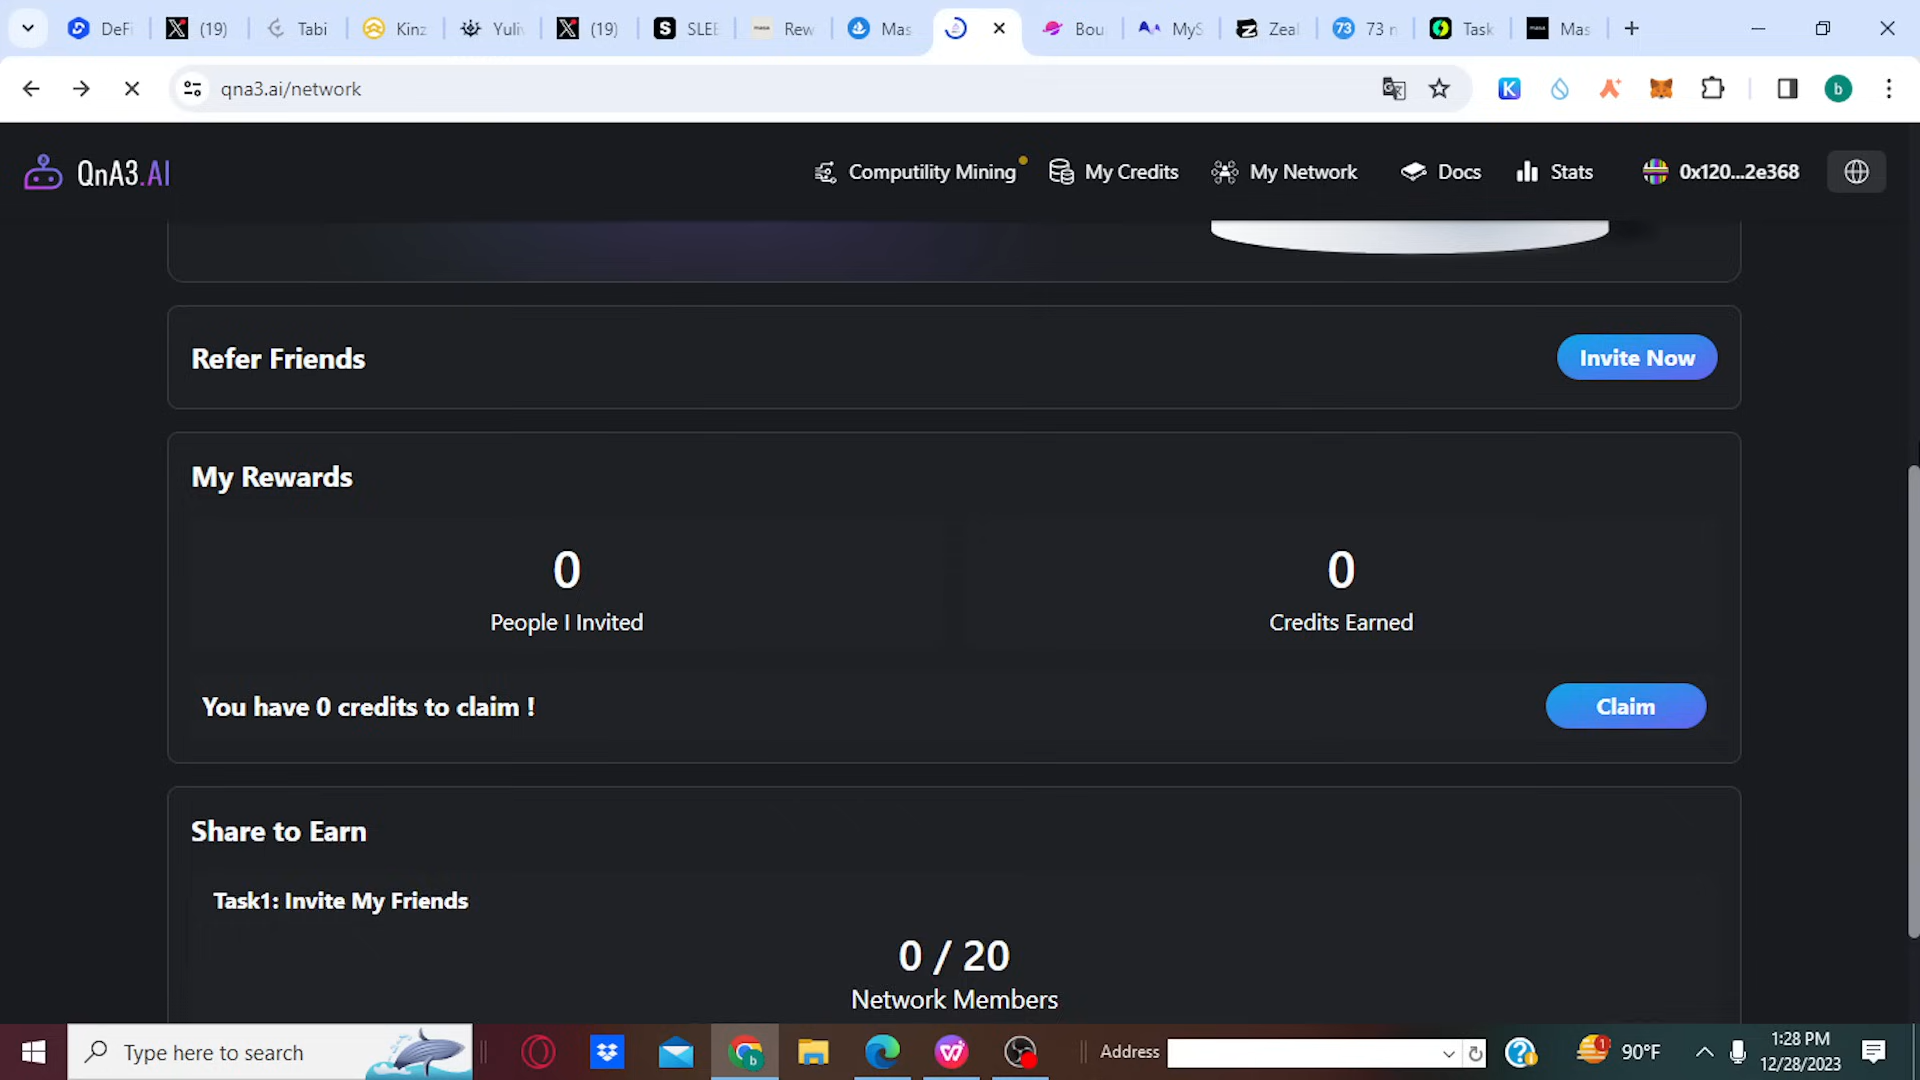 DeFi
(19)
Tabi
Kinz
Yuliv
(19)
SLEE
Rew
Mas
Bou
MyS
Zeal
73 n
Task
Mas
qna3.ai/network
QnA3.AI
Computility Mining
My Credits
My Network
Docs
Stats
0x120...2e368
Refer Friends
Invite Now
My Rewards
0
0
People I Invited
Credits Earned
You have 0 credits to claim !
Claim
Share to Earn
Task1: Invite My Friends
0 / 20
Network Members
Type here to search
Address
90°F
1:28 PM
12/28/2023